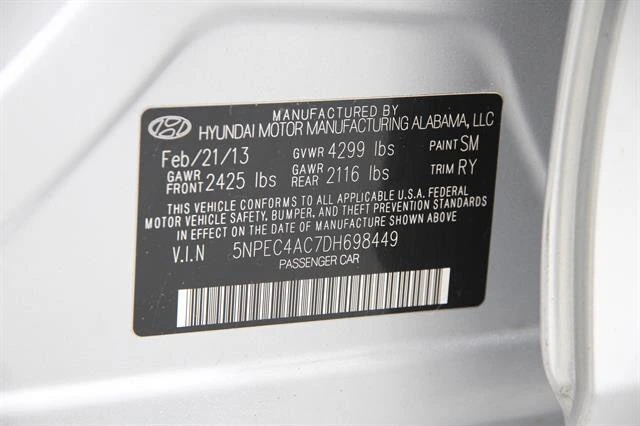 MANUFACTURED BY
HYUNDAI MOTOR MANUFACTURING ALABAMA, LLC
Feb/21/13 GVWR 4299 lbs PAINT SM
GAWR FRONT 2425 lbs GAWR REAR 2116 lbs TRIM RY
THIS VEHICLE CONFORMS TO ALL APPLICABLE U.S.A. FEDERAL
MOTOR VEHICLE SAFETY, BUMPER, AND THEFT PREVENTION STANDARDS
IN EFFECT ON THE DATE OF MANUFACTURE SHOWN ABOVE
V.I.N 5NPEC4AC7DH698449
PASSENGER CAR